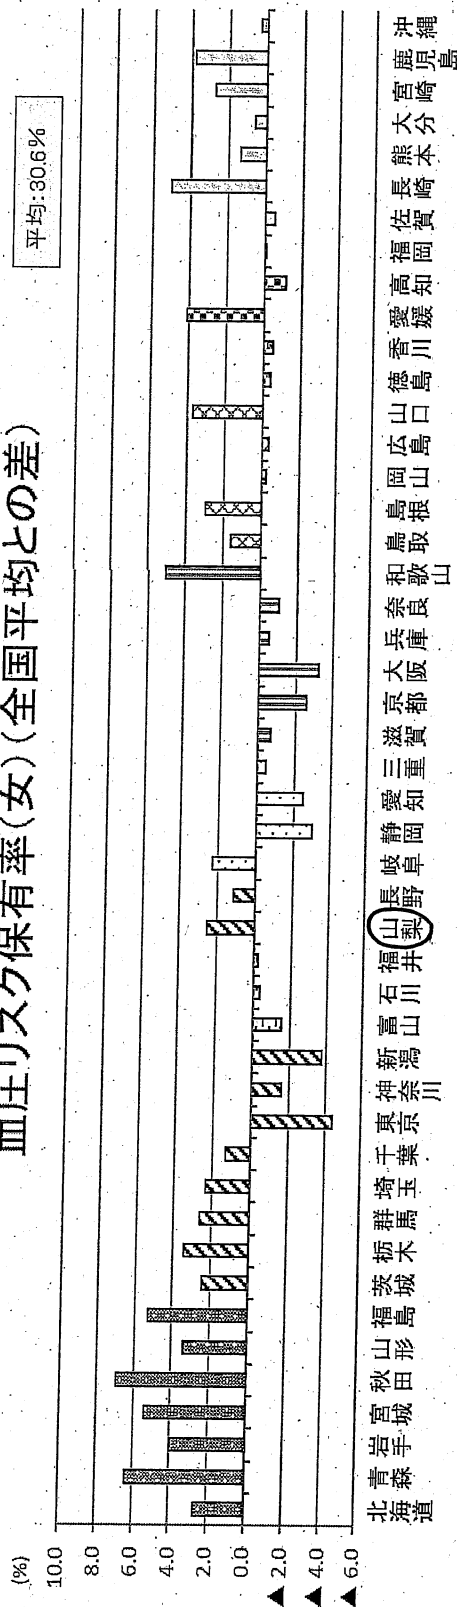 血圧リスク保有率(女)(全国平均との差)
平均:30.6%
(%)
10.0
8.0
6.0
4.0
2.0
0.0
▲ 2.0
▲ 4.0
▲ 6.0
北海道
青森
岩手
宮城
秋田
山形
福島
茨城
栃木
群馬
埼玉
千葉
東京
神奈川
新潟
富山
石川
福井
山梨
長野
岐阜
静岡
愛知
三重
滋賀
京都
大阪
兵庫
奈良
和歌山
鳥取
島根
岡山
広島
山口
徳島
香川
愛媛
高知
福岡
佐賀
長崎
熊本
大分
宮崎
鹿児島
沖縄